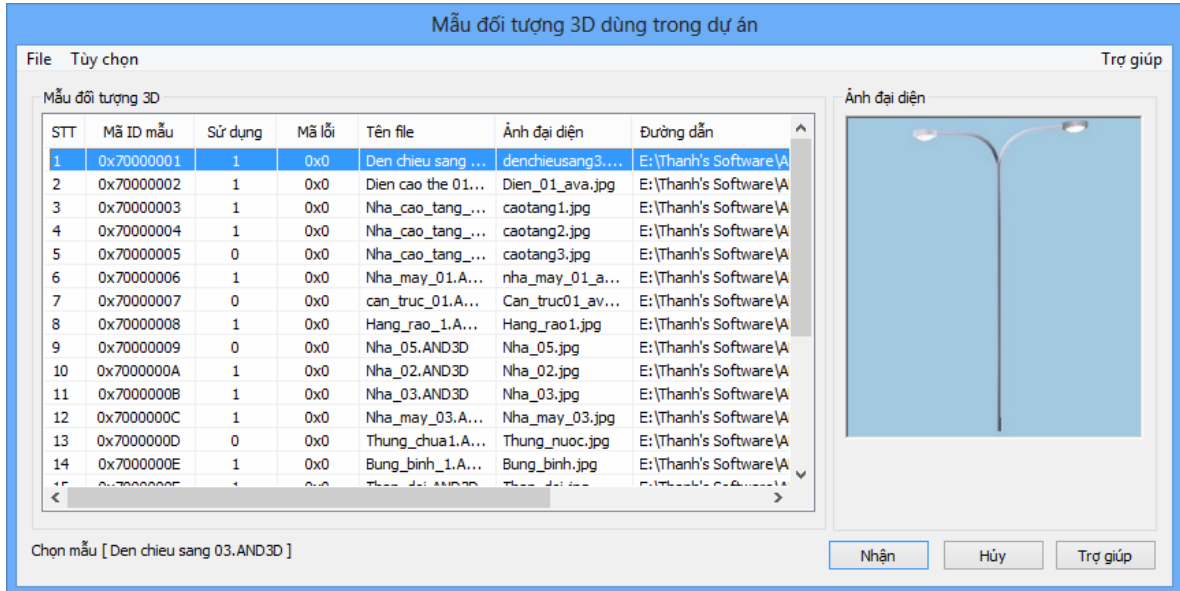 Mẫu đối tượng 3D dùng trong dự án
File Tùy chọn Trợ giúp
Mẫu đối tượng 3D
STT Mã ID mẫu Sử dụng Mã lỗi Tên file Ảnh đại diện Đường dẫn
1 0x70000001 1 0x0 Den chieu sang ... denchieusang3.... E:\Thanh's Software\A
2 0x70000002 1 0x0 Dien cao the 01... Dien_01_ava.jpg E:\Thanh's Software\A
3 0x70000003 1 0x0 Nha_cao_tang_... caotang1.jpg E:\Thanh's Software\A
4 0x70000004 1 0x0 Nha_cao_tang_... caotang2.jpg E:\Thanh's Software\A
5 0x70000005 0 0x0 Nha_cao_tang_... caotang3.jpg E:\Thanh's Software\A
6 0x70000006 1 0x0 Nha_may_01.A... nha_may_01_a... E:\Thanh's Software\A
7 0x70000007 0 0x0 can_truc_01.A... Can_truc01_av... E:\Thanh's Software\A
8 0x70000008 1 0x0 Hang_rao_1.A... Hang_rao1.jpg E:\Thanh's Software\A
9 0x70000009 0 0x0 Nha_05.AND3D Nha_05.jpg E:\Thanh's Software\A
10 0x7000000A 1 0x0 Nha_02.AND3D Nha_02.jpg E:\Thanh's Software\A
11 0x7000000B 1 0x0 Nha_03.AND3D Nha_03.jpg E:\Thanh's Software\A
12 0x7000000C 1 0x0 Nha_may_03.A... Nha_may_03.jpg E:\Thanh's Software\A
13 0x7000000D 0 0x0 Thung_chua1.A... Thung_nuoc.jpg E:\Thanh's Software\A
14 0x7000000E 1 0x0 Bung_binh_1.A... Bung_binh.jpg E:\Thanh's Software\A
Ảnh đại diện
Chọn mẫu [ Den chieu sang 03.AND3D ]
Nhận Hủy Trợ giúp